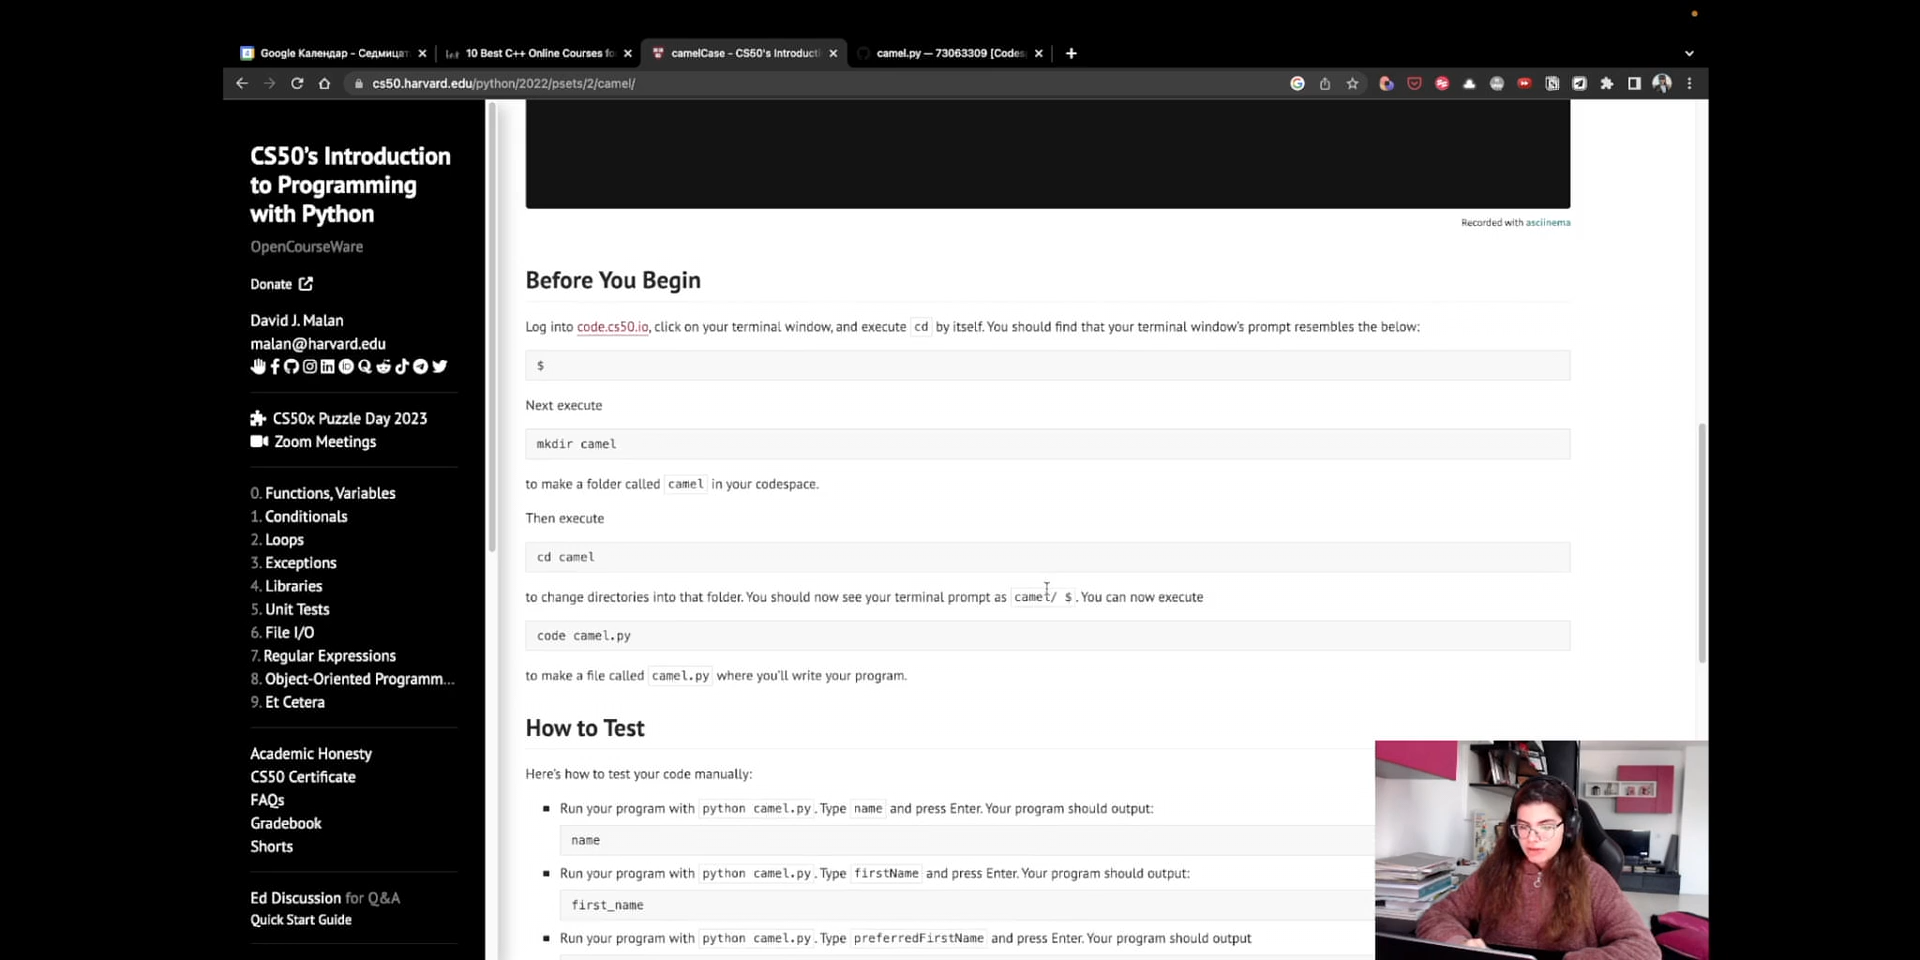 Google Календар - Седмицат
10 Best C++ Online Courses fo
camelCase - CS50's Introducti
camel.py — 73063309 [Codes
cs50.harvard.edu/python/2022/psets/2/camel/
CS50's Introduction
to Programming
with Python
OpenCourseWare
Donate
David J. Malan
malan@harvard.edu
CS50x Puzzle Day 2023
Zoom Meetings
0. Functions, Variables
1. Conditionals
2. Loops
3. Exceptions
4. Libraries
5. Unit Tests
6. File I/O
7. Regular Expressions
8. Object-Oriented Programm...
9. Et Cetera
Academic Honesty
CS50 Certificate
FAQs
Gradebook
Shorts
Ed Discussion for Q&A
Quick Start Guide
Recorded with asciinema
Before You Begin
Log into code.cs50.io, click on your terminal window, and execute cd by itself. You should find that your terminal window's prompt resembles the below:
$
Next execute
mkdir camel
to make a folder called camel in your codespace.
Then execute
cd camel
to change directories into that folder. You should now see your terminal prompt as camel/ $. You can now execute
code camel.py
to make a file called camel.py where you'll write your program.
How to Test
Here's how to test your code manually:
Run your program with python camel.py. Type name and press Enter. Your program should output:
name
Run your program with python camel.py. Type firstName and press Enter. Your program should output:
first_name
Run your program with python camel.py. Type preferredFirstName and press Enter. Your program should output